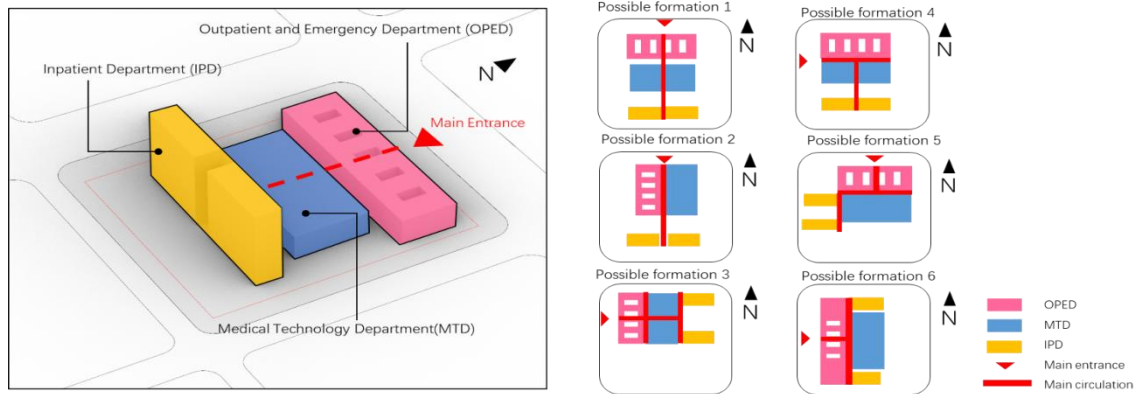 Outpatient and Emergency Department (OPED)
Inpatient Department (IPD)
N
Main Entrance
Medical Technology Department(MTD)
Possible formation 1
N
Possible formation 4
N
Possible formation 2
N
Possible formation 5
N
Possible formation 3
N
Possible formation 6
N
OPED
MTD
IPD
Main entrance
Main circulation